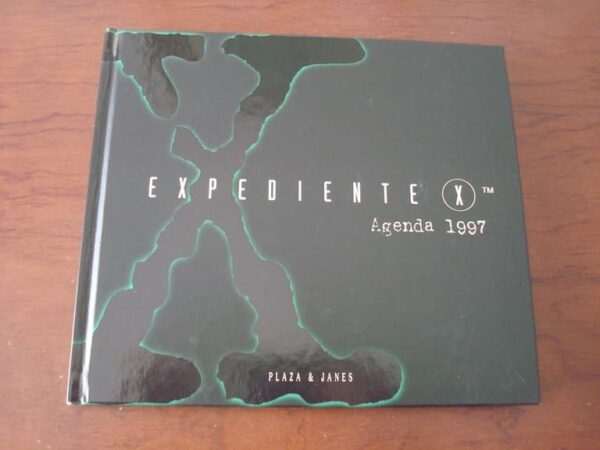 EXPEDIENTE X™
Agenda 1997
PLAZA & JANES